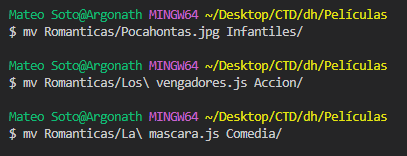 Mateo Soto@Argonath MINGW64 ~/Desktop/CTD/dh/Películas
$ mv Romanticas/Pocahontas.jpg Infantiles/
Mateo Soto@Argonath MINGW64 ~/Desktop/CTD/dh/Películas
$ mv Romanticas/Los\ vengadores.js Accion/
Mateo Soto@Argonath MINGW64 ~/Desktop/CTD/dh/Películas
$ mv Romanticas/La\ mascara.js Comedia/